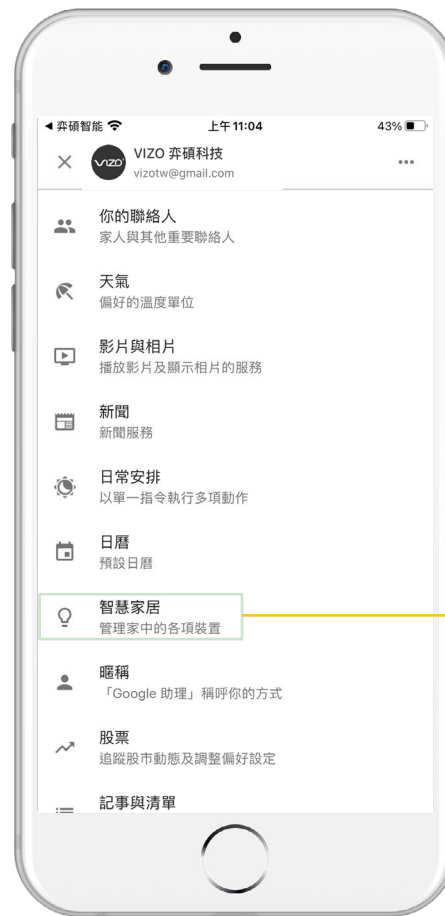 ◀ 弈碩智能 上午11:04 43%
VIZO VIZO 弈碩科技
vizotw@gmail.com
你的聯絡人
家人與其他重要聯絡人
天氣
偏好的溫度單位
影片與相片
播放影片及顯示相片的服務
新聞
新聞服務
日常安排
以單一指令執行多項動作
日曆
預設日曆
智慧家居
管理家中的各項裝置
暱稱
「Google 助理」稱呼你的方式
股票
追蹤股市動態及調整偏好設定
記事與清單